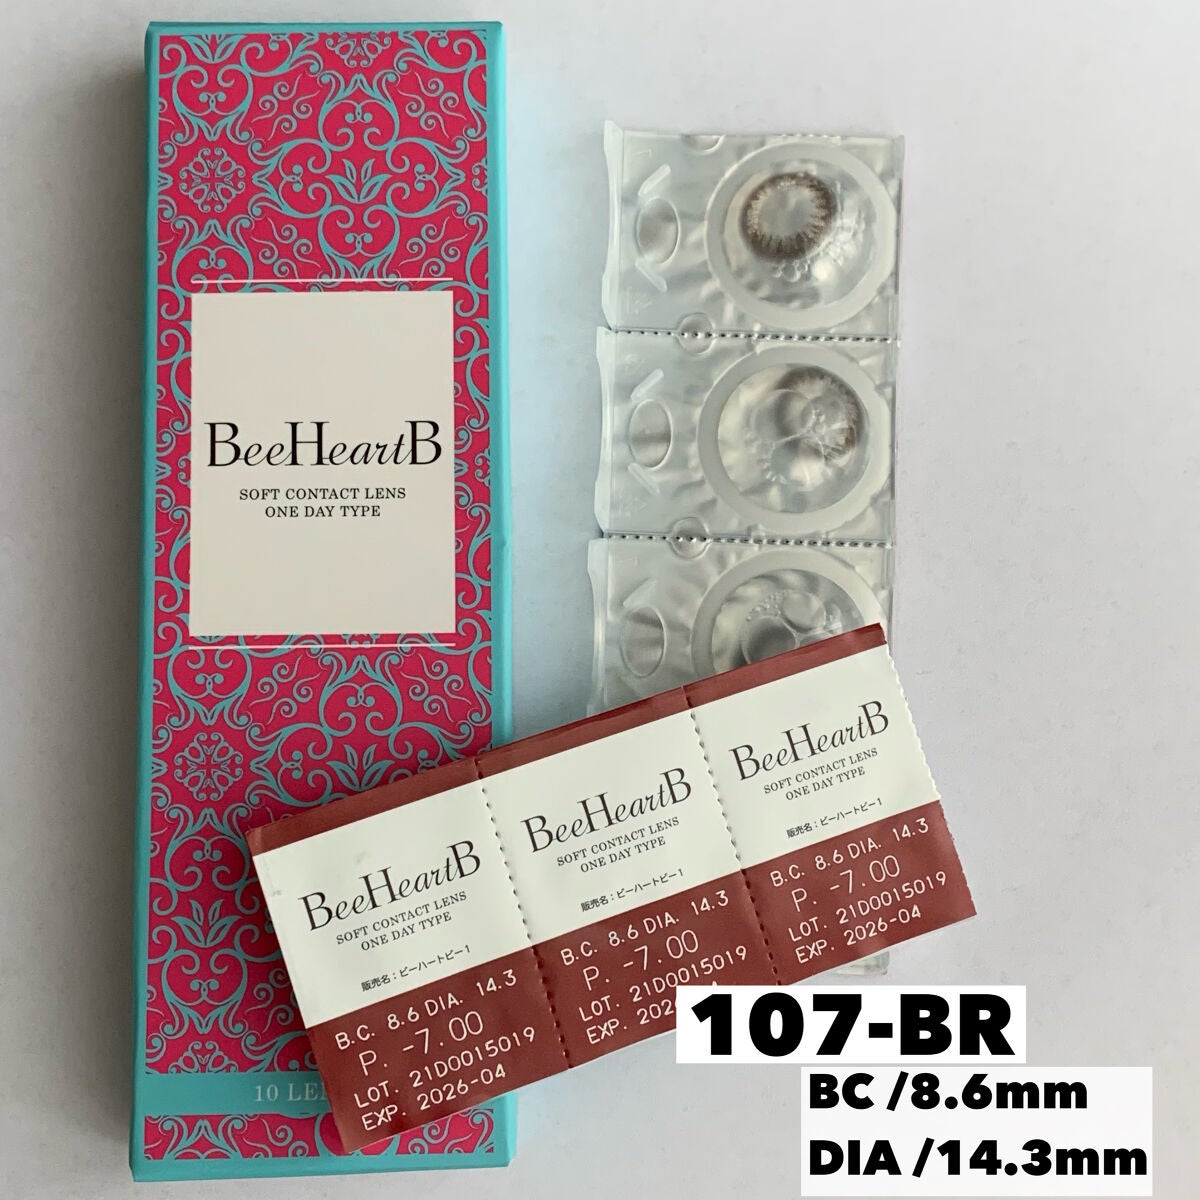 BeeHeartB
SOFT CONTACT LENS
ONE DAY TYPE
10 LE
BeeHeartB
SOFT CONTACT LENS
ONE DAY TYPE
販売名：ビーハートビー1
B.C. 8.6 DIA. 14.3
P. -7.00
LOT. 21D0015019
EXP. 2026-04
BeeHeartB
SOFT CONTACT LENS
ONE DAY TYPE
販売名：ビーハートビー1
B.C. 8.6 DIA. 14.3
P. -7.00
LOT. 21D0015019
EXP. 202
BeeHeartB
SOFT CONTACT LENS
ONE DAY TYPE
販売名：ビーハートビー1
B.C. 8.6 DIA. 14.3
P. -7.00
LOT. 21D0015019
EXP. 2026-04
107-BR
BC /8.6mm
DIA /14.3mm